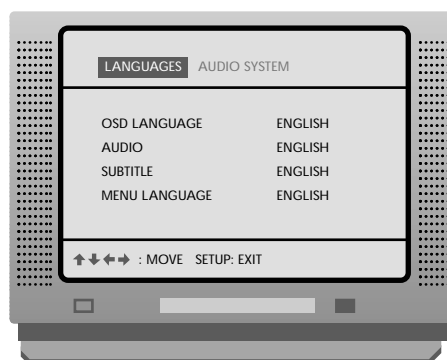 LANGUAGES AUDIO SYSTEM
OSD LANGUAGE ENGLISH
AUDIO ENGLISH
SUBTITLE ENGLISH
MENU LANGUAGE ENGLISH
: MOVE SETUP: EXIT